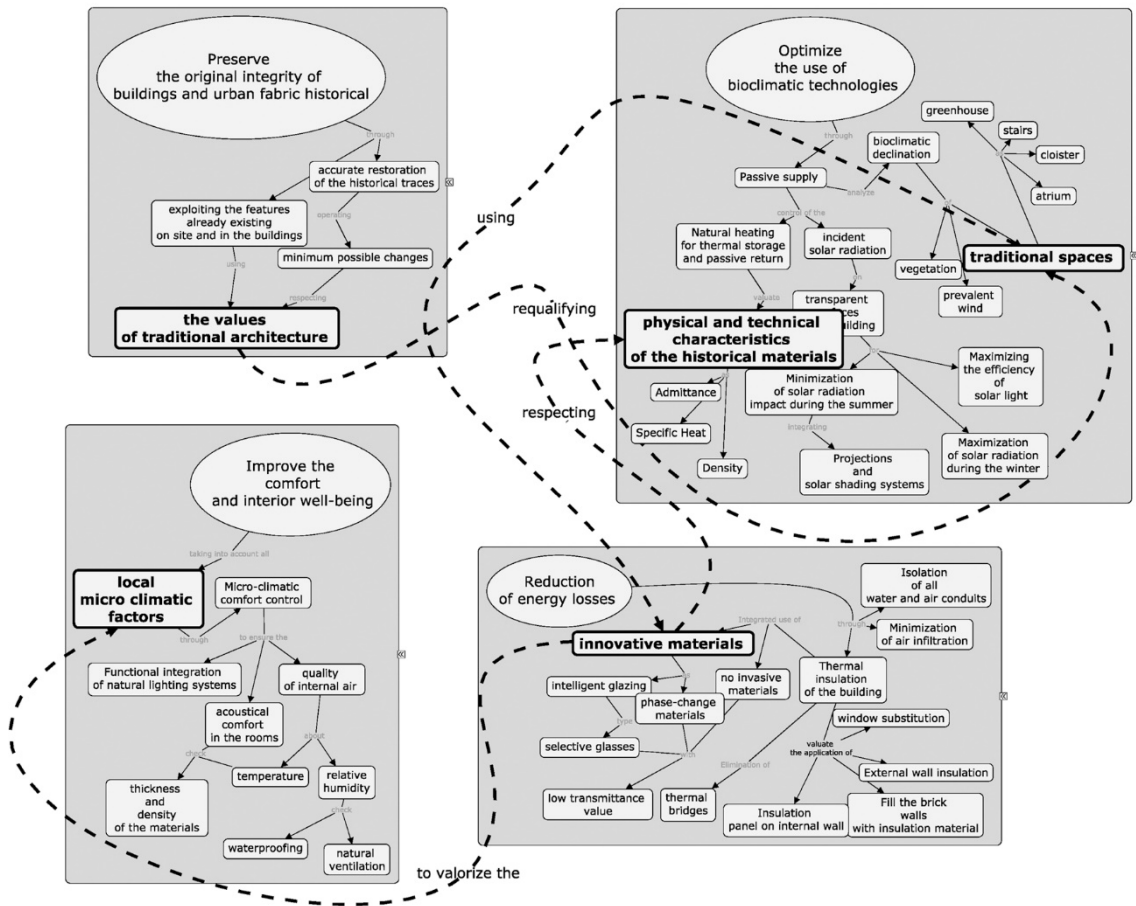 Preserve
the original integrity of
buildings and urban fabric historical
through
accurate restoration
of the historical traces
exploiting the features
already existing
on site and in the buildings
operating
using
minimum possible changes
respecting
the values
of traditional architecture
using
requalifying
respecting
to valorize the
Optimize
the use of
bioclimatic technologies
through
Passive supply
analyze
bioclimatic
declination
greenhouse
stairs
cloister
atrium
control of the
Natural heating
for thermal storage
and passive return
incident
solar radiation
of
vegetation
prevalent
wind
traditional spaces
on
valuate
transparent
physical and technical
characteristics
of the historical materials
for
Admittance
Specific Heat
Density
Minimization
of solar radiation
impact during the summer
integrating
Projections
and
solar shading systems
Maximizing
the efficiency
of
solar light
Maximization
of solar radiation
during the winter
Improve the
comfort
and interior well-being
taking into account all
local
micro climatic
factors
Micro-climatic
comfort control
through
to ensure the
Functional integration
of natural lighting systems
acoustical
comfort
in the rooms
quality
of internal air
check
about
thickness
and
density
of the materials
temperature
relative
humidity
check
waterproofing
natural
ventilation
Reduction
of energy losses
innovative materials
Integrated use of
through
Isolation
of all
water and air conduits
Minimization
of air infiltration
Thermal
insulation
of the building
as
intelligent glazing
phase-change
materials
no invasive
materials
type
selective glasses
with
low transmittance
value
Elimination of
thermal
bridges
valuate
the application of
window substitution
External wall insulation
Insulation
panel on internal wall
Fill the brick
walls
with insulation material